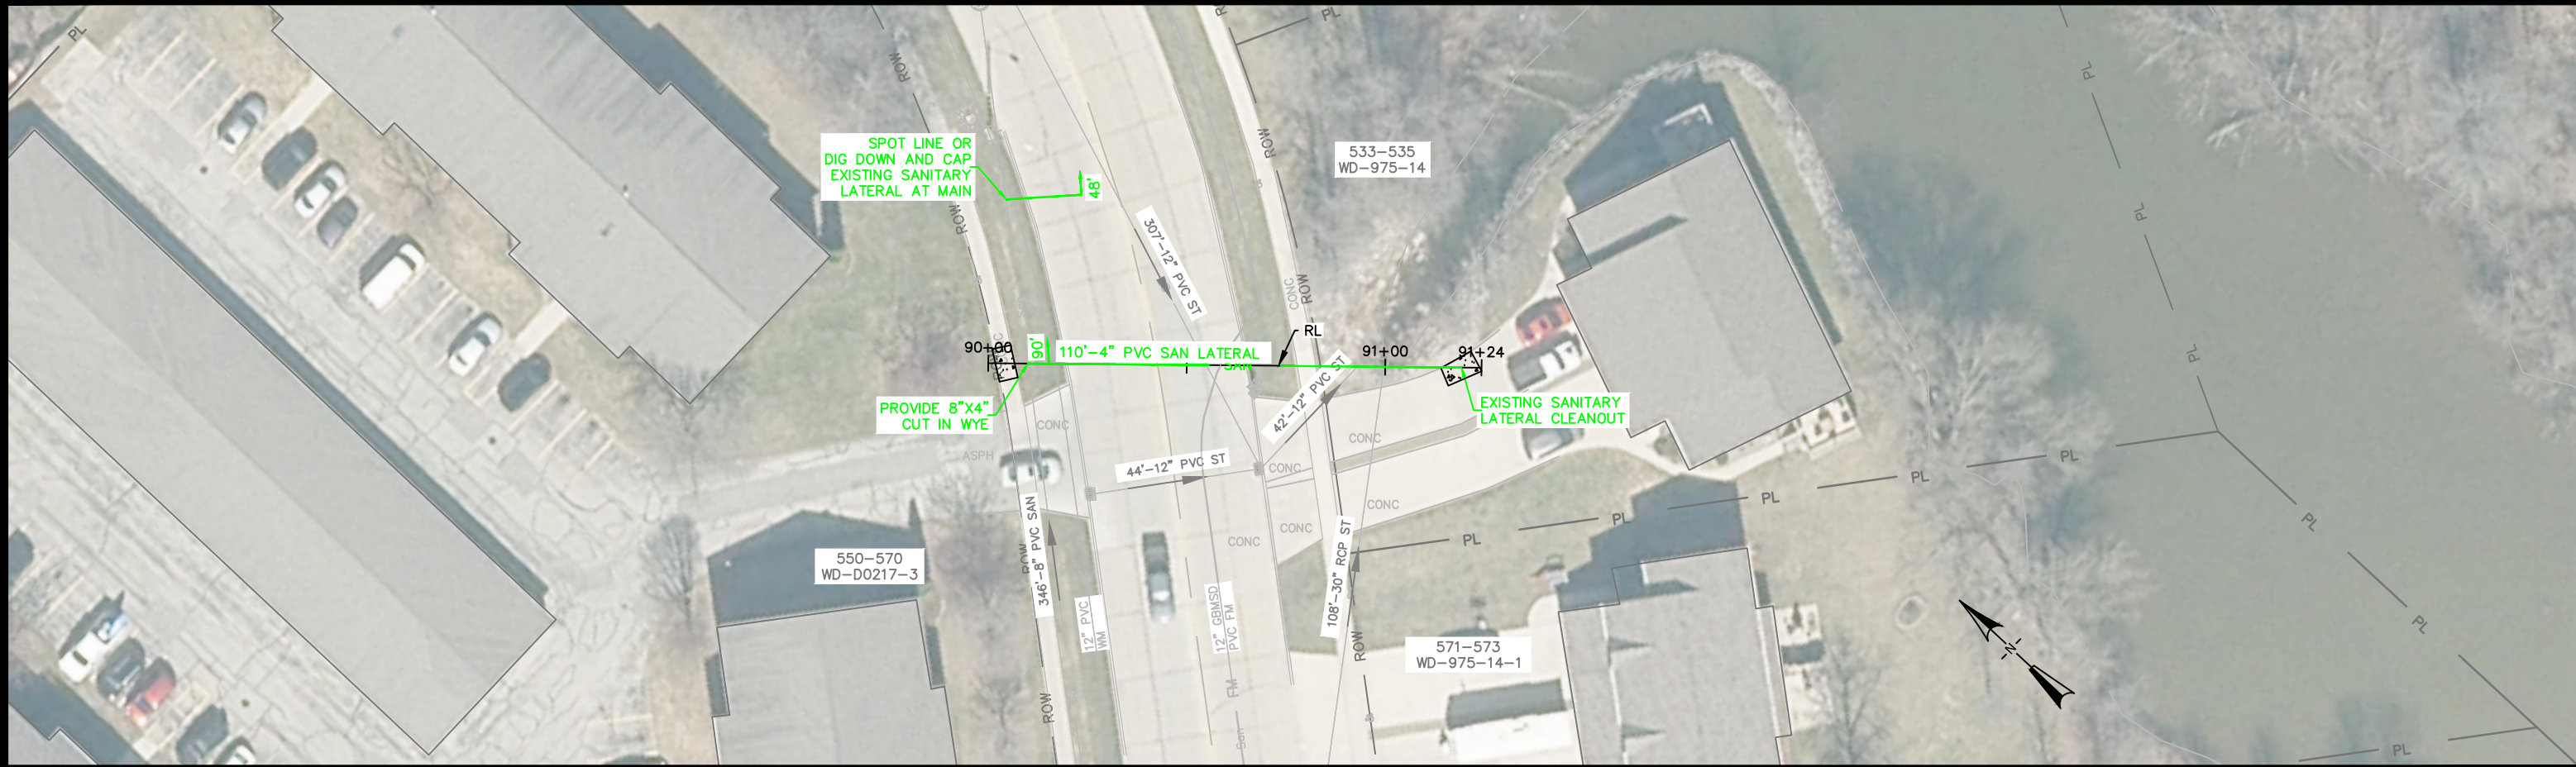 PL
PL
ROW
R
PL
SPOT LINE OR
DIG DOWN AND CAP
EXISTING SANITARY
LATERAL AT MAIN
48'
ROW
533-535
WD-975-14
ROW
PL
307'-12" PVC ST
CONC
ROW
RL
90+00
90'
110'-4" PVC SAN LATERAL
SAN
91+00
91+24
PL
PROVIDE 8"X4"
CUT IN WYE
CONC
42'-12" PVC ST
EXISTING SANITARY
LATERAL CLEANOUT
CONC
ASPH
44'-12" PVC ST
CONC
PL
PL
PL
CONC
PL
CONC
PL
CONC
PL
346'-8" PVC SAN
ROW
550-570
WD-D0217-3
108'-30" RCP ST
12" PVC
WM
12" GBMSD
PVC FM
ROW
571-573
WD-975-14-1
PL
-N-
ROW
FM
San
PL